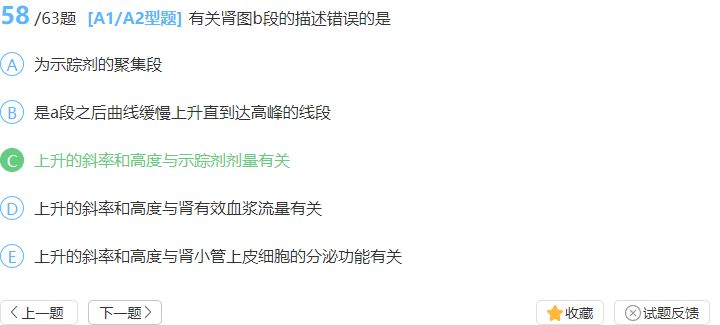 58 /63题 [A1/A2型题] 有关肾图b段的描述错误的是
A 为示踪剂的聚集段
B 是a段之后曲线缓慢上升直到达高峰的线段
C 上升的斜率和高度与示踪剂剂量有关
D 上升的斜率和高度与肾有效血浆流量有关
E 上升的斜率和高度与肾小管上皮细胞的分泌功能有关
上一题 下一题 收藏 试题反馈